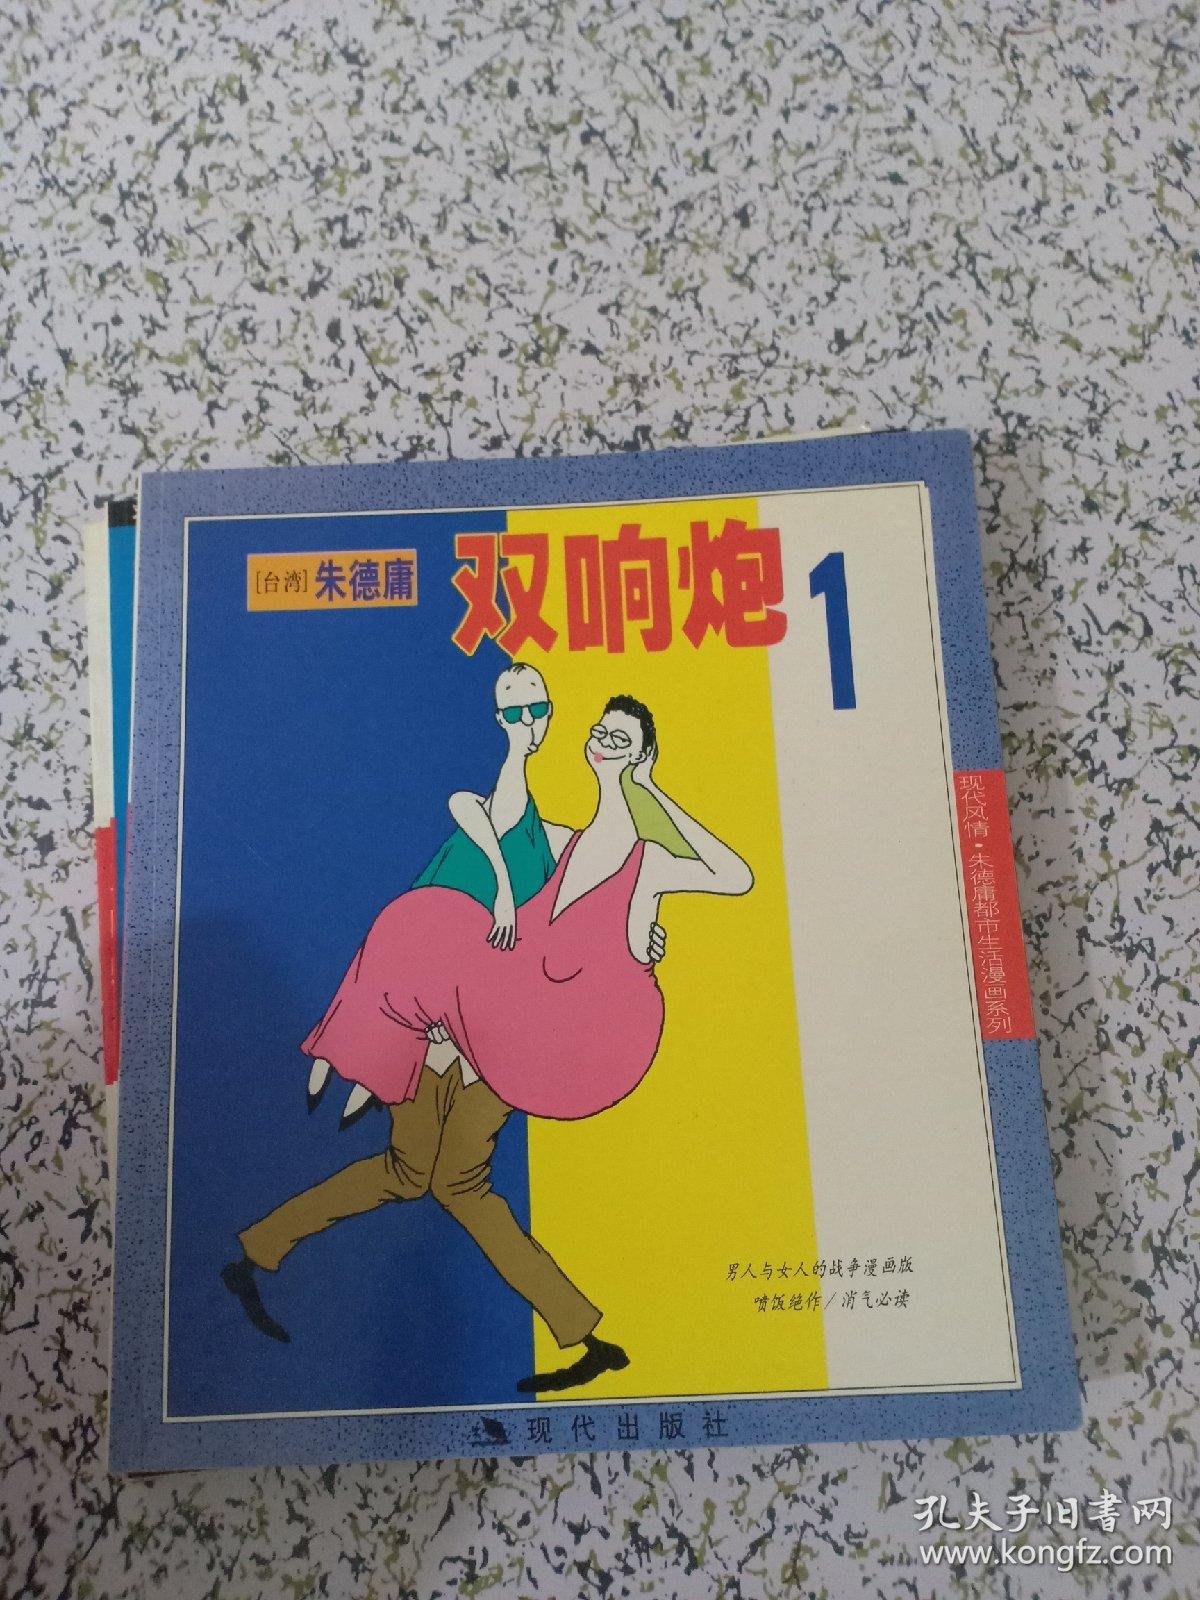 双响炮
1
[台湾]朱德庸
现代风情·朱德庸都市生活漫画系列
男人与女人的战争漫画版
喷饭绝作/消气必读
现代出版社
孔夫子旧书网
www.kongfz.com